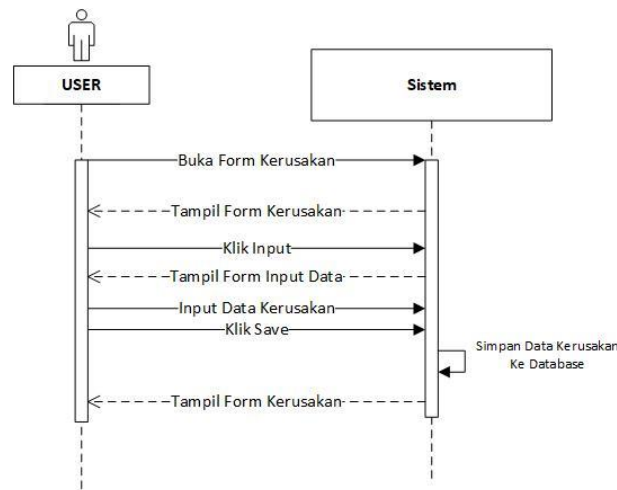 USER
Sistem
Buka Form Kerusakan
Tampil Form Kerusakan
Klik Input
Tampil Form Input Data
Input Data Kerusakan
Klik Save
Simpan Data Kerusakan
Ke Database
Tampil Form Kerusakan